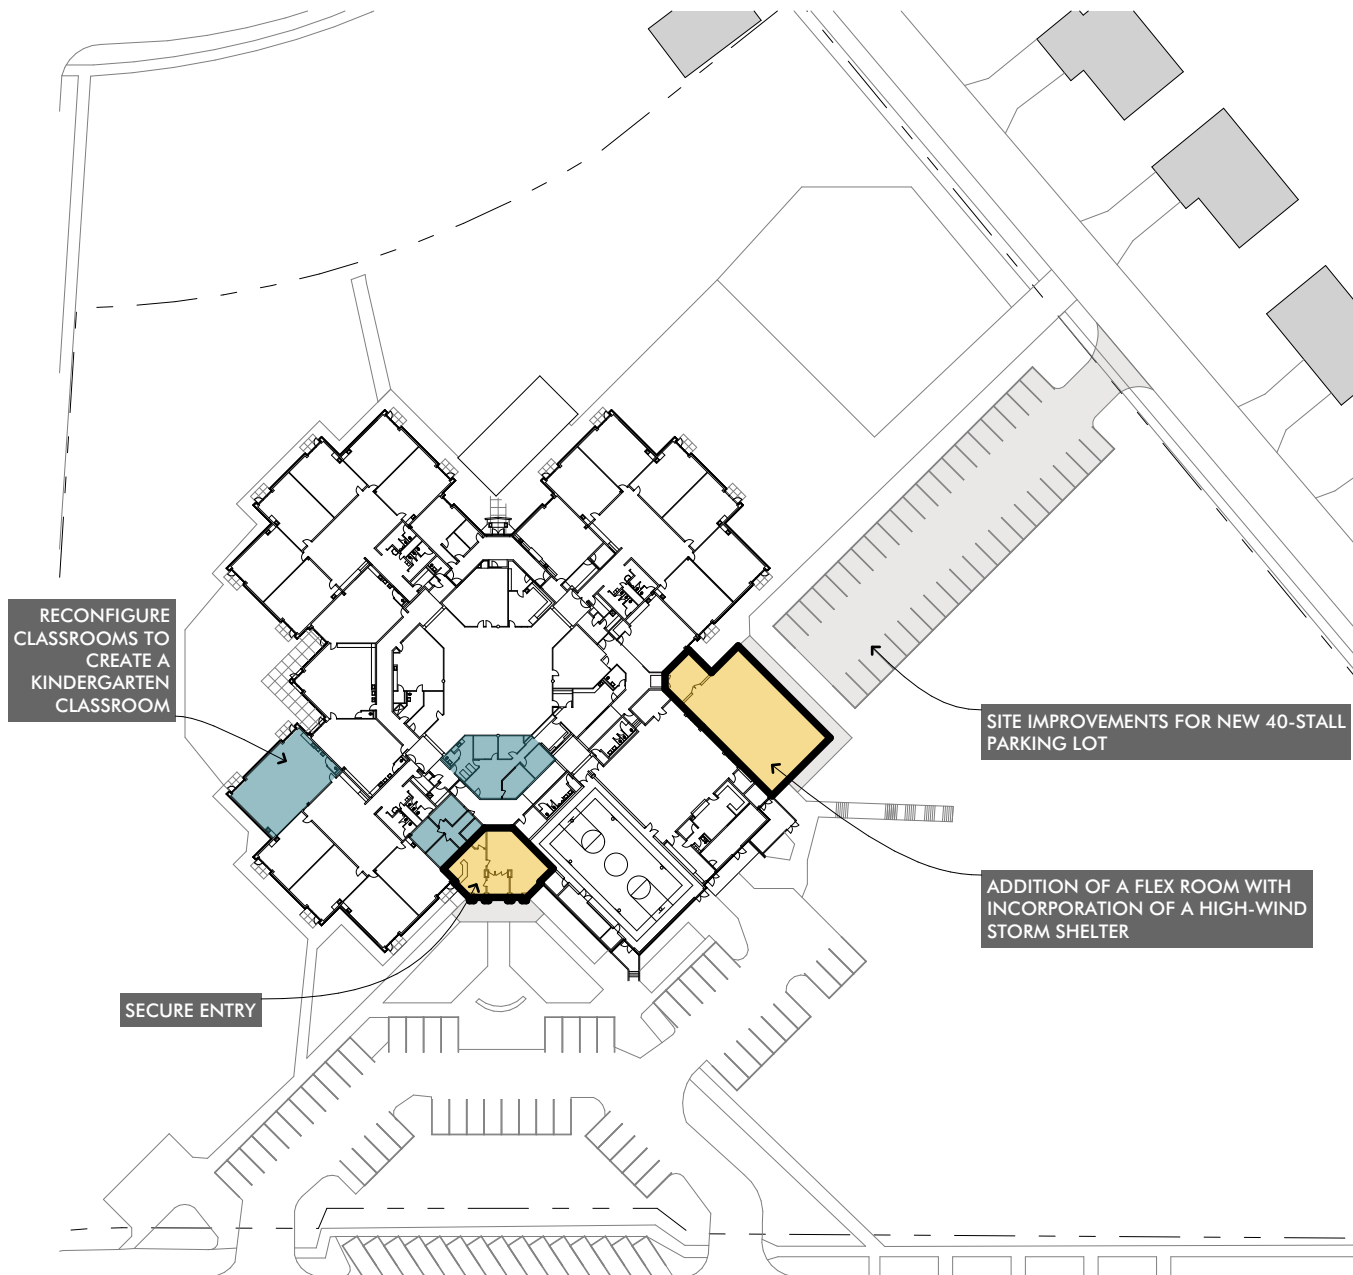 RECONFIGURE
CLASSROOMS TO
CREATE A
KINDERGARTEN
CLASSROOM
SITE IMPROVEMENTS FOR NEW 40-STALL
PARKING LOT
ADDITION OF A FLEX ROOM WITH
INCORPORATION OF A HIGH-WIND
STORM SHELTER
SECURE ENTRY